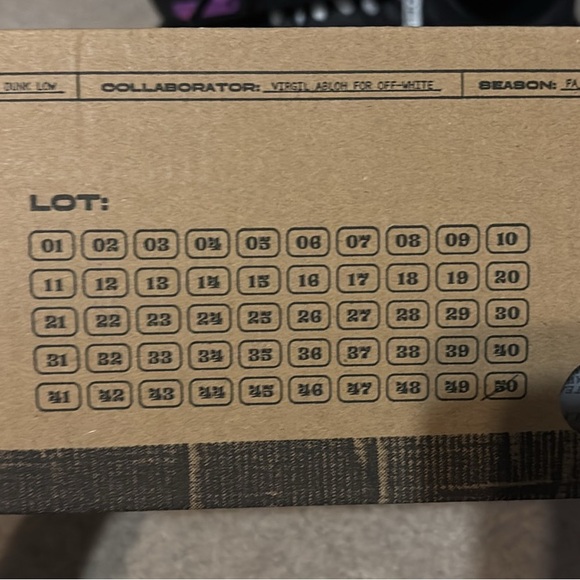 DUNK LOW COLLABORATOR: VIRGIL ABLOH FOR OFF-WHITE SEASON: FA
LOT:
01 02 03 04 05 06 07 08 09 10
11 12 13 14 15 16 17 18 19 20
21 22 23 24 25 26 27 28 29 30
31 32 33 34 35 36 37 38 39 40
41 42 43 44 45 46 47 48 49 50